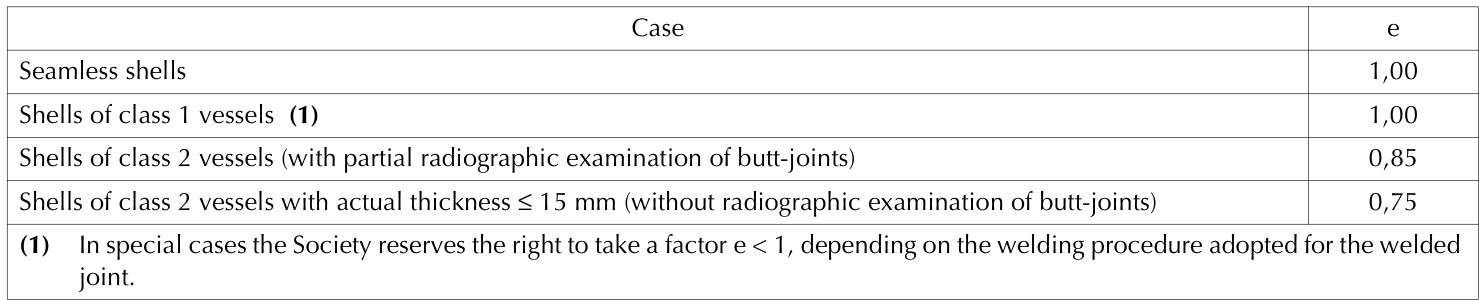 Case e
Seamless shells 1,00
Shells of class 1 vessels (1) 1,00
Shells of class 2 vessels (with partial radiographic examination of butt-joints) 0,85
Shells of class 2 vessels with actual thickness ≤ 15 mm (without radiographic examination of butt-joints) 0,75
(1) In special cases the Society reserves the right to take a factor e < 1, depending on the welding procedure adopted for the welded
joint.